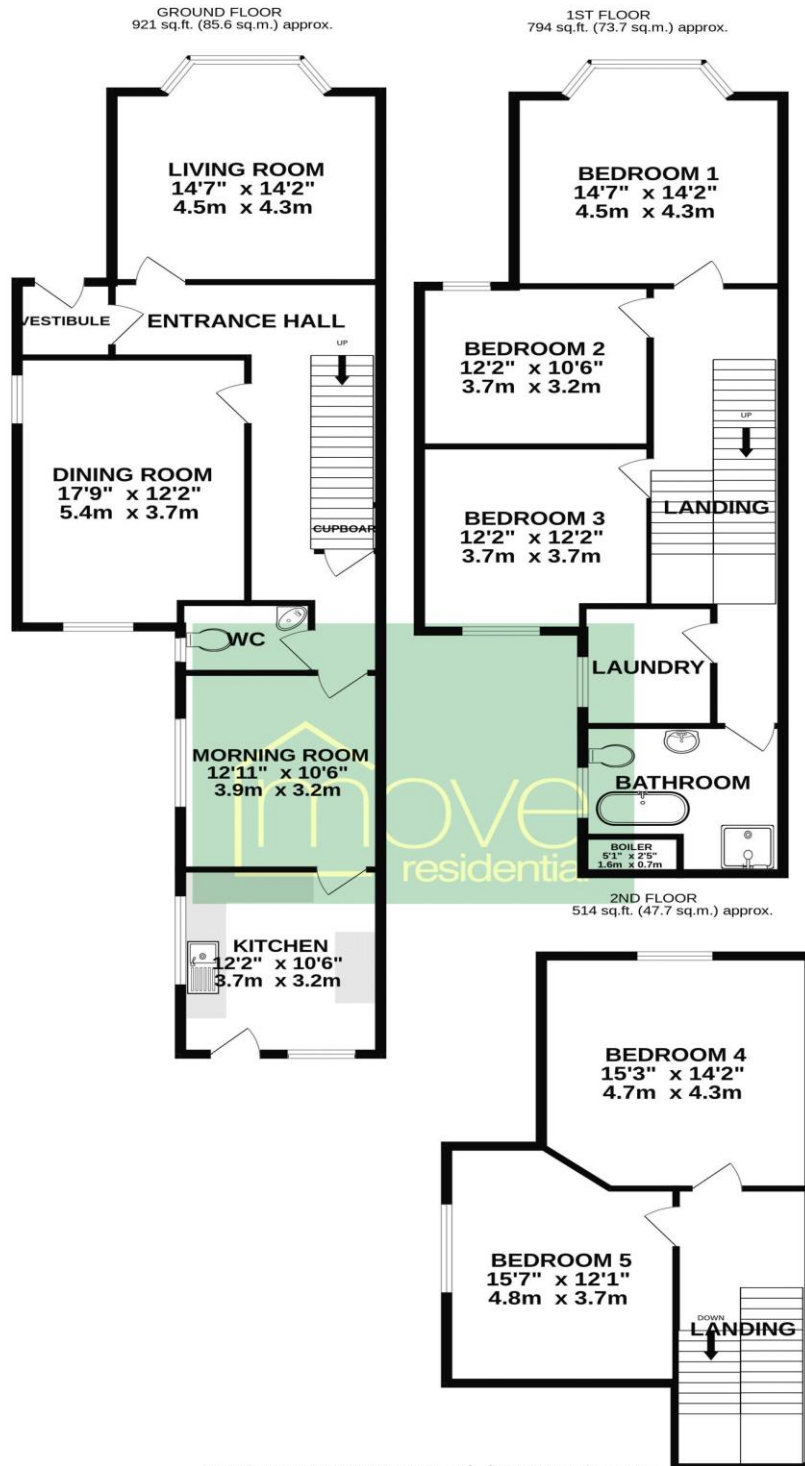 GROUND FLOOR
921 sq.ft. (85.6 sq.m.) approx.
LIVING ROOM
14'7" x 14'2"
4.5m x 4.3m
VESTIBULE
ENTRANCE HALL
UP
DINING ROOM
17'9" x 12'2"
5.4m x 3.7m
CUPBOAR
WC
MORNING ROOM
12'11" x 10'6"
3.9m x 3.2m
KITCHEN
12'2" x 10'6"
3.7m x 3.2m
1ST FLOOR
794 sq.ft. (73.7 sq.m.) approx.
BEDROOM 1
14'7" x 14'2"
4.5m x 4.3m
BEDROOM 2
12'2" x 10'6"
3.7m x 3.2m
UP
BEDROOM 3
12'2" x 12'2"
3.7m x 3.7m
LANDING
LAUNDRY
BATHROOM
BOILER
5'1" x 2'5"
1.6m x 0.7m
move
residential
2ND FLOOR
514 sq.ft. (47.7 sq.m.) approx.
BEDROOM 4
15'3" x 14'2"
4.7m x 4.3m
BEDROOM 5
15'7" x 12'1"
4.8m x 3.7m
DOWN
LANDING